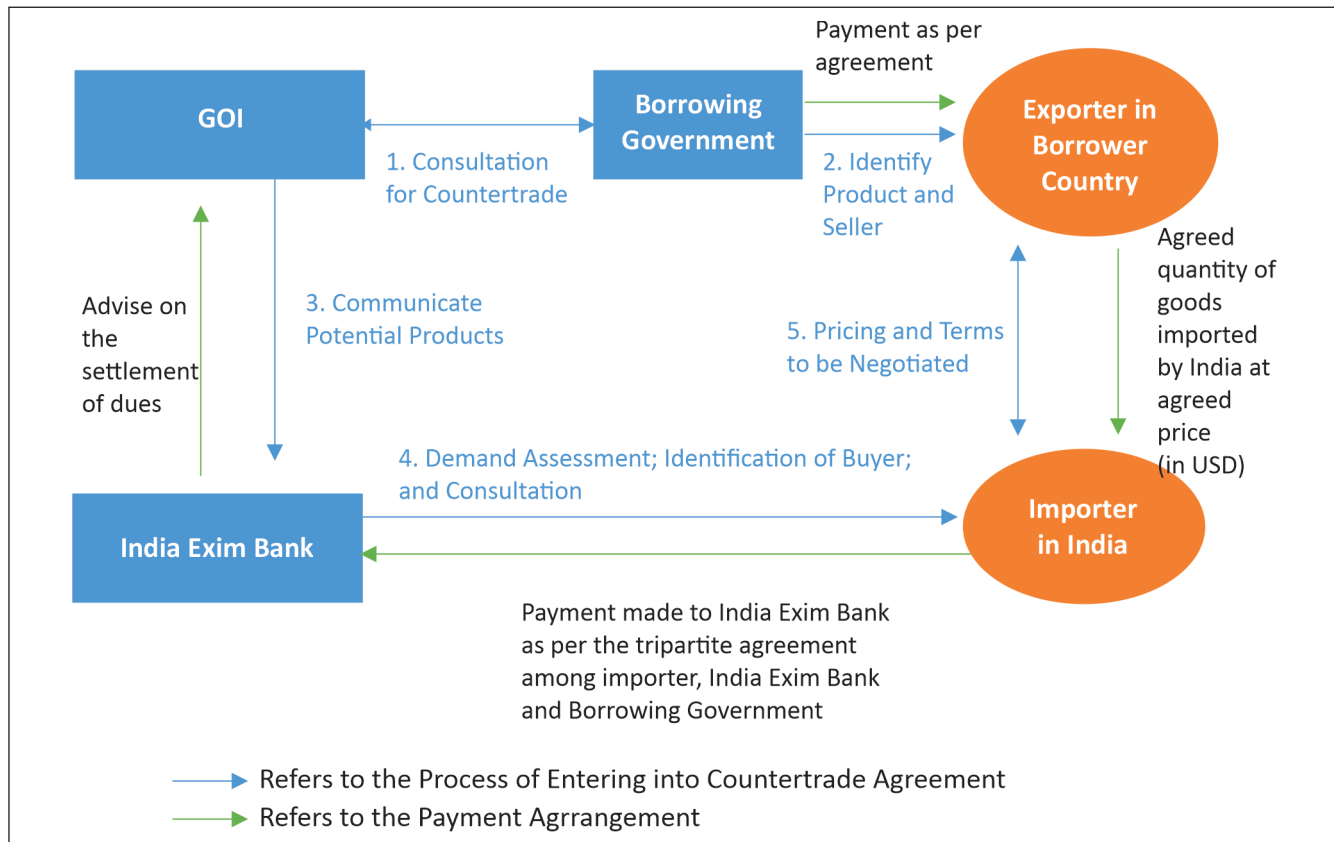 Payment as per
agreement
GOI
Borrowing
Government
Exporter in
Borrower
Country
1. Consultation
for Countertrade
2. Identify
Product and
Seller
Agreed
quantity of
goods
imported
by India at
agreed
price
(in USD)
Advise on
the
settlement
of dues
3. Communicate
Potential Products
5. Pricing and Terms
to be Negotiated
4. Demand Assessment; Identification of Buyer;
and Consultation
India Exim Bank
Importer
in India
Payment made to India Exim Bank
as per the tripartite agreement
among importer, India Exim Bank
and Borrowing Government
Refers to the Process of Entering into Countertrade Agreement
Refers to the Payment Agrrangement